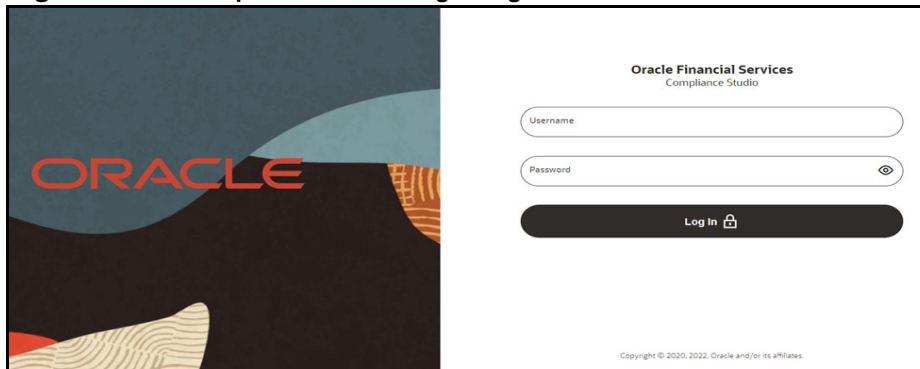 ORACLE
Oracle Financial Services
Compliance Studio
Username
Password
Log In
Copyright © 2020, 2022, Oracle and/or its affiliates.